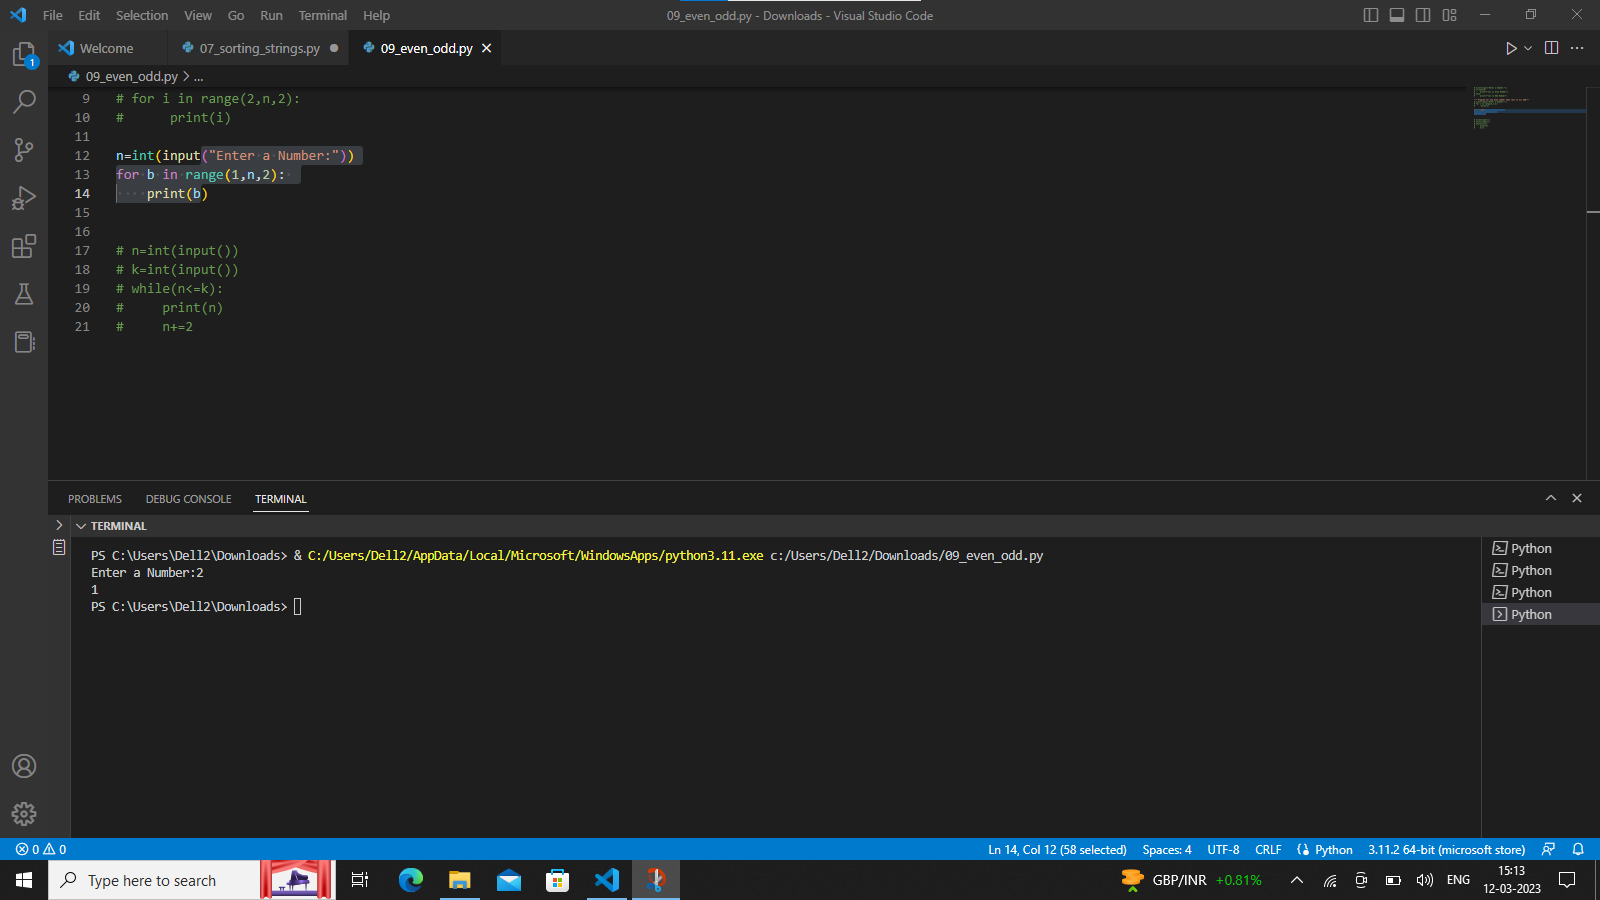 File Edit Selection View Go Run Terminal Help
09_even_odd.py - Downloads - Visual Studio Code
Welcome
07_sorting_strings.py
09_even_odd.py
1
09_even_odd.py > ...
9 # for i in range(2,n,2):
10 #      print(i)
11
12 n=int(input("Enter a Number:"))
13 for b in range(1,n,2):
14     print(b)
15
16
17 # n=int(input())
18 # k=int(input())
19 # while(n<=k):
20 #     print(n)
21 #     n+=2
PROBLEMS DEBUG CONSOLE TERMINAL
TERMINAL
PS C:\Users\Dell2\Downloads> & C:/Users/Dell2/AppData/Local/Microsoft/WindowsApps/python3.11.exe c:/Users/Dell2/Downloads/09_even_odd.py
Enter a Number:2
1
PS C:\Users\Dell2\Downloads>
Python
Python
Python
Python
0 0
Ln 14, Col 12 (58 selected) Spaces: 4 UTF-8 CRLF Python 3.11.2 64-bit (microsoft store)
Type here to search
GBP/INR +0.81%
ENG
15:13
12-03-2023